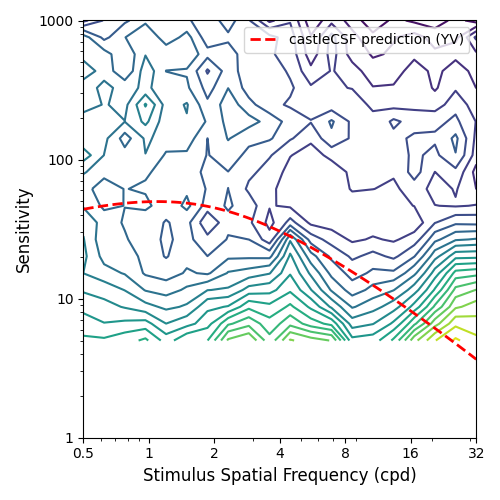 1000
castleCSF prediction (YV)
100
Sensitivity
10
1
0.5 1 2 4 8 16 32
Stimulus Spatial Frequency (cpd)